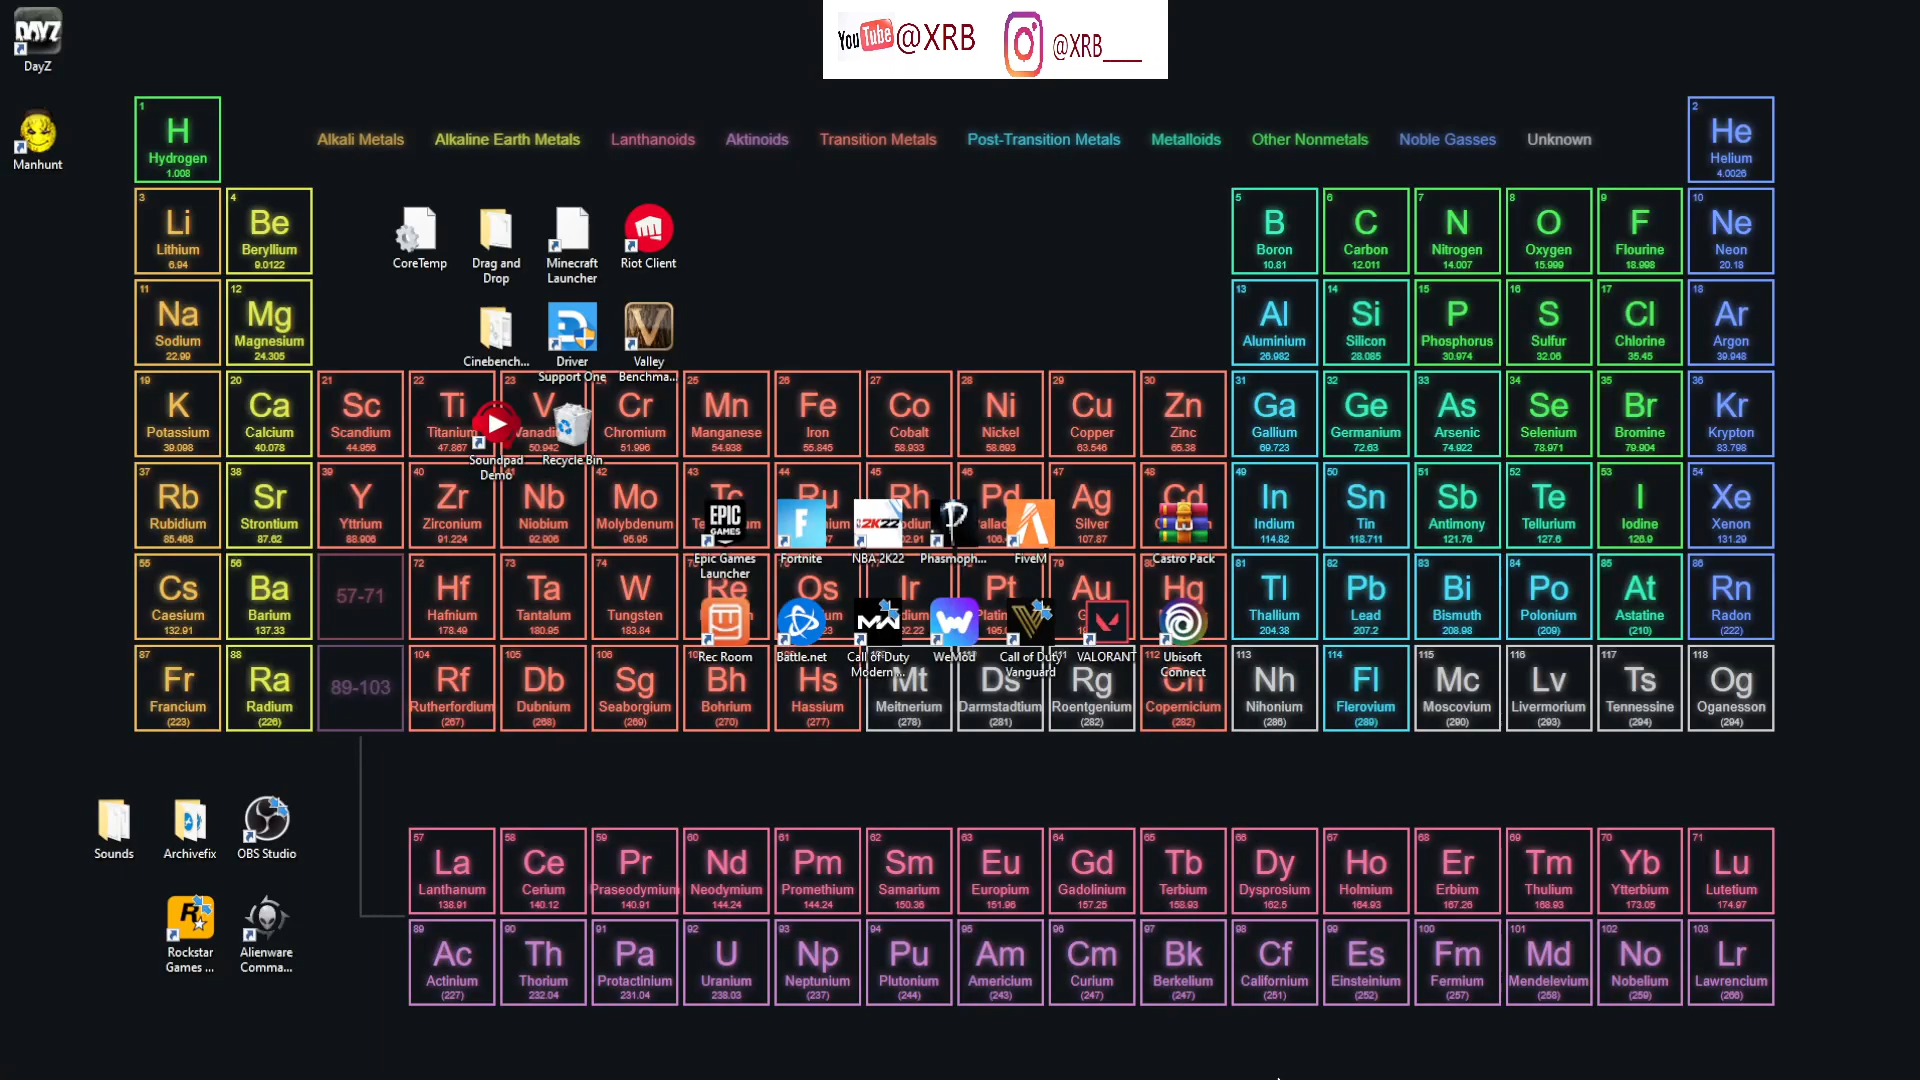 DAYZ
DayZ
Manhunt
YouTube @XRB
@XRB____
Alkali Metals Alkaline Earth Metals Lanthanoids Aktinoids Transition Metals Post-Transition Metals Metalloids Other Nonmetals Noble Gasses Unknown
1 H Hydrogen 1.008
2 He Helium 4.0026
3 Li Lithium 6.94
4 Be Beryllium 9.0122
5 B Boron 10.81
6 C Carbon 12.011
7 N Nitrogen 14.007
8 O Oxygen 15.999
9 F Flourine 18.998
10 Ne Neon 20.18
CoreTemp
Drag and Drop
Minecraft Launcher
Riot Client
11 Na Sodium 22.99
12 Mg Magnesium 24.305
13 Al Aluminium 26.982
14 Si Silicon 28.085
15 P Phosphorus 30.974
16 S Sulfur 32.06
17 Cl Chlorine 35.45
18 Ar Argon 39.948
Cinebench...
Driver Support One
Valley Benchma...
19 K Potassium 39.098
20 Ca Calcium 40.078
21 Sc Scandium 44.956
22 Ti Titanium 47.867
23 V 50.942
Cr Chromium 51.996
25 Mn Manganese 54.938
26 Fe Iron 55.845
27 Co Cobalt 58.933
28 Ni Nickel 58.693
29 Cu Copper 63.546
30 Zn Zinc 65.38
31 Ga Gallium 69.723
32 Ge Germanium 72.63
33 As Arsenic 74.922
34 Se Selenium 78.971
35 Br Bromine 79.904
36 Kr Krypton 83.798
Soundpad Demo
Recycle Bin
37 Rb Rubidium 85.468
38 Sr Strontium 87.62
39 Y Yttrium 88.906
40 Zr Zirconium 91.224
Nb Niobium 92.906
42 Mo Molybdenum 95.95
43 Tc
44 Ru
45 Rh
46 Pd
47 Ag Silver 107.87
48 Cd
49 In Indium 114.82
50 Sn Tin 118.711
51 Sb Antimony 121.76
52 Te Tellurium 127.6
53 I Iodine 126.9
54 Xe Xenon 131.29
EPIC GAMES
Epic Games Launcher
Fortnite
2K22
NBA 2K22
Phasmoph...
FiveM
Castro Pack
55 Cs Caesium 132.91
56 Ba Barium 137.33
57-71
72 Hf Hafnium 178.49
73 Ta Tantalum 180.95
74 W Tungsten 183.84
Re
Os
Ir
Pt
79 Au
Hg
81 Tl Thallium 204.38
82 Pb Lead 207.2
83 Bi Bismuth 208.98
84 Po Polonium (209)
85 At Astatine (210)
86 Rn Radon (222)
Rec Room
Battle.net
Call of Duty Modern...
WeMod
Call of Duty Vanguard
VALORANT
Ubisoft Connect
87 Fr Francium (223)
88 Ra Radium (226)
89-103
104 Rf Rutherfordium (267)
105 Db Dubnium (268)
106 Sg Seaborgium (269)
Bh Bohrium (270)
Hs Hassium (277)
Mt Meitnerium (278)
Ds Darmstadtium (281)
111 Rg Roentgenium (282)
112 Cn Copernicium (282)
113 Nh Nihonium (286)
114 Fl Flerovium (289)
115 Mc Moscovium (290)
116 Lv Livermorium (293)
117 Ts Tennessine (294)
118 Og Oganesson (294)
Sounds
Archivefix
OBS Studio
57 La Lanthanum 138.91
58 Ce Cerium 140.12
59 Pr Praseodymium 140.91
60 Nd Neodymium 144.24
61 Pm Promethium 144.24
62 Sm Samarium 150.36
63 Eu Europium 151.96
64 Gd Gadolinium 157.25
65 Tb Terbium 158.93
66 Dy Dysprosium 162.5
67 Ho Holmium 164.93
68 Er Erbium 167.26
69 Tm Thulium 168.93
70 Yb Ytterbium 173.05
71 Lu Lutetium 174.97
Rockstar Games ...
Alienware Comma...
89 Ac Actinium (227)
90 Th Thorium 232.04
91 Pa Protactinium 231.04
92 U Uranium 238.03
93 Np Neptunium (237)
94 Pu Plutonium (244)
95 Am Americium (243)
96 Cm Curium (247)
97 Bk Berkelium (247)
98 Cf Californium (251)
99 Es Einsteinium (252)
100 Fm Fermium (257)
101 Md Mendelevium (258)
102 No Nobelium (259)
103 Lr Lawrencium (266)